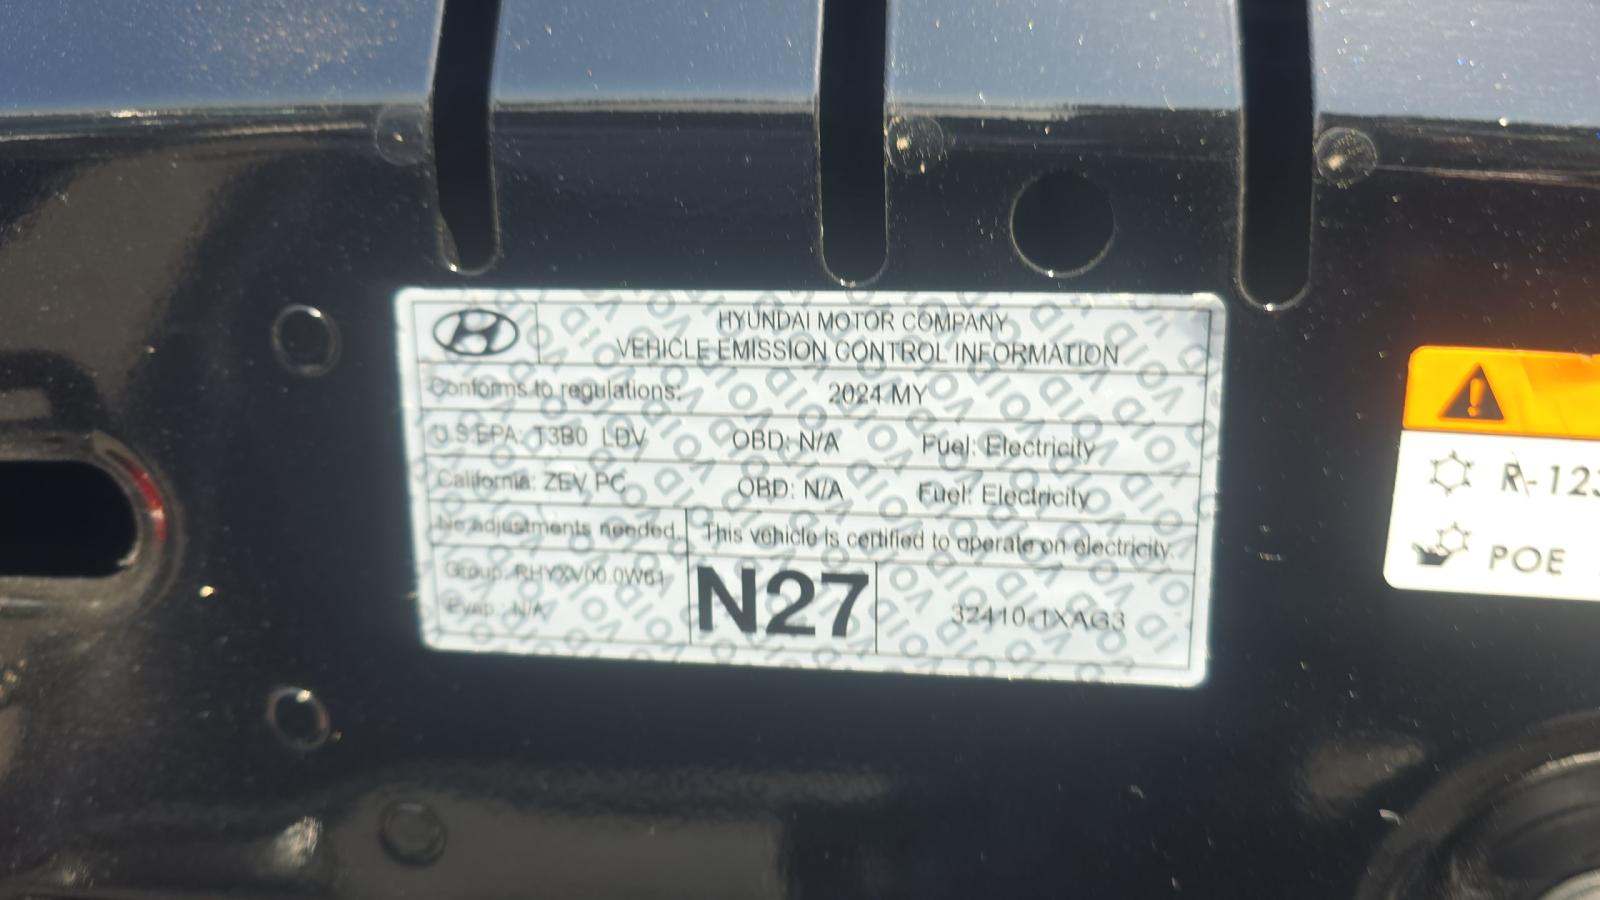 HYUNDAI MOTOR COMPANY
VEHICLE EMISSION CONTROL INFORMATION
Conforms to regulations: 2024 MY
U.S.EPA: T3B0 LDV OBD: N/A Fuel: Electricity
California: ZEV PC OBD: N/A Fuel: Electricity
No adjustments needed. This vehicle is certified to operate on electricity.
Group: RHYXV00.0W61
Evap.: N/A
N27
32410-1XAG3
R-123
POE